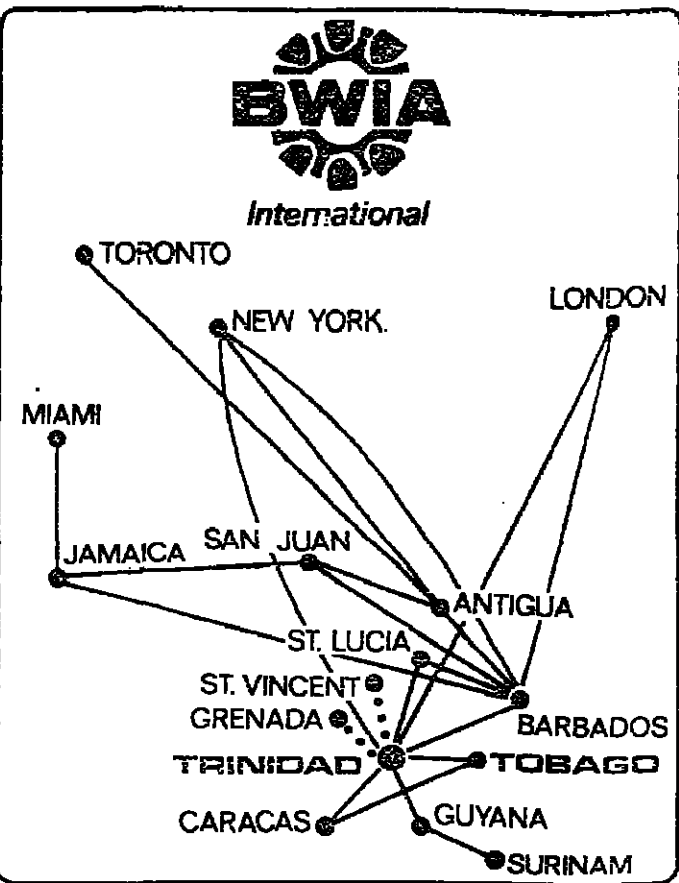 BWIA
International
TORONTO
NEW YORK.
LONDON
MIAMI
JAMAICA
SAN JUAN
ANTIGUA
ST. LUCIA
ST. VINCENT
GRENADA
BARBADOS
TRINIDAD
TOBAGO
CARACAS
GUYANA
SURINAM